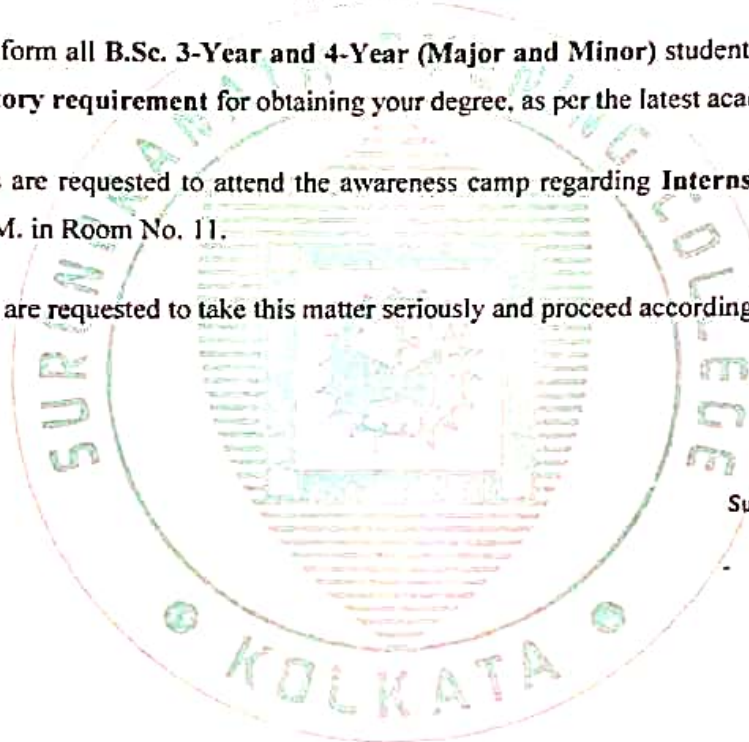 form all B.Sc. 3-Year and 4-Year (Major and Minor) student
tory requirement for obtaining your degree, as per the latest aca
are requested to attend the awareness camp regarding Interns
M. in Room No. 11.
are requested to take this matter seriously and proceed according
Su
COLLEGE
KOLKATA